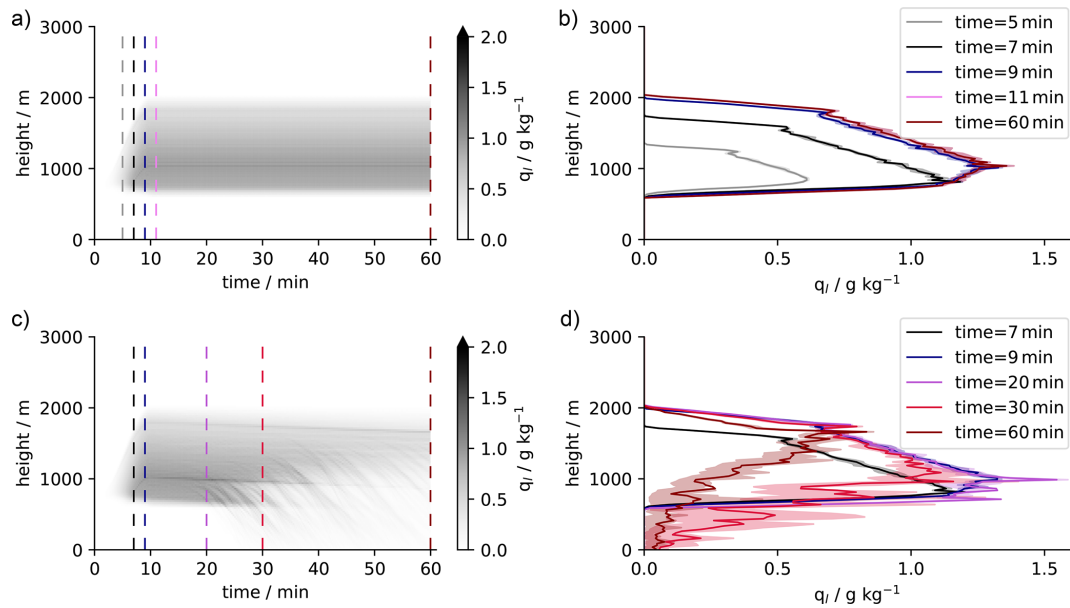 a)
3000
2000
1000
0
height / m
0 10 20 30 40 50 60
time / min
2.0
1.5
1.0
0.5
0.0
qₗ / g kg⁻¹
b)
3000
2000
1000
0
height / m
0.0 0.5 1.0 1.5
qₗ / g kg⁻¹
time=5 min
time=7 min
time=9 min
time=11 min
time=60 min
c)
3000
2000
1000
0
height / m
0 10 20 30 40 50 60
time / min
2.0
1.5
1.0
0.5
0.0
qₗ / g kg⁻¹
d)
3000
2000
1000
0
height / m
0.0 0.5 1.0 1.5
qₗ / g kg⁻¹
time=7 min
time=9 min
time=20 min
time=30 min
time=60 min